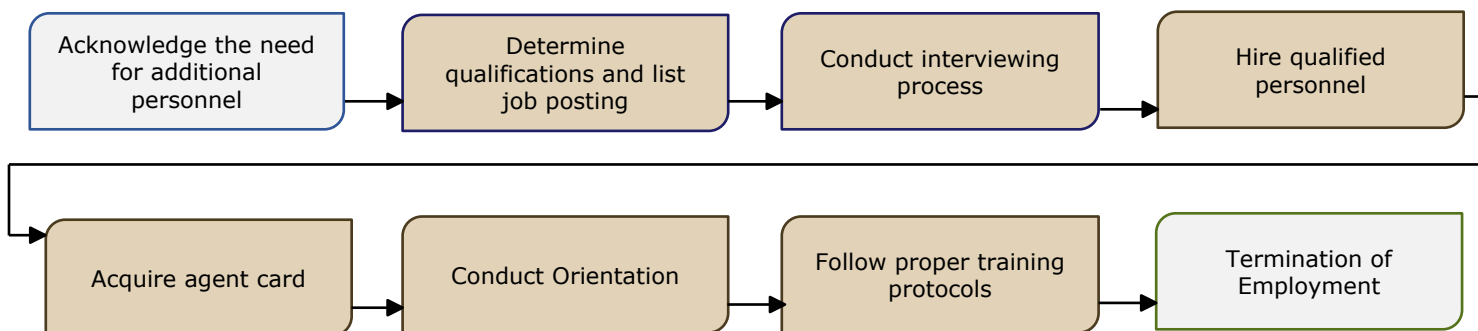 Acknowledge the need
for additional
personnel
Determine
qualifications and list
job posting
Conduct interviewing
process
Hire qualified
personnel
Acquire agent card
Conduct Orientation
Follow proper training
protocols
Termination of
Employment